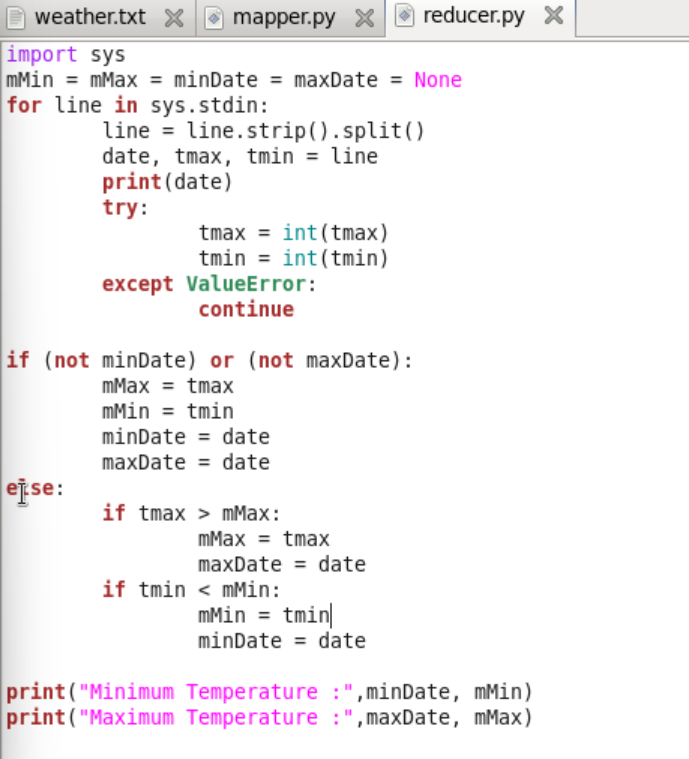 weather.txt mapper.py reducer.py
import sys
mMin = mMax = minDate = maxDate = None
for line in sys.stdin:
        line = line.strip().split()
        date, tmax, tmin = line
        print(date)
        try:
                tmax = int(tmax)
                tmin = int(tmin)
        except ValueError:
                continue

if (not minDate) or (not maxDate):
        mMax = tmax
        mMin = tmin
        minDate = date
        maxDate = date
else:
        if tmax > mMax:
                mMax = tmax
                maxDate = date
        if tmin < mMin:
                mMin = tmin
                minDate = date

print("Minimum Temperature :",minDate, mMin)
print("Maximum Temperature :",maxDate, mMax)